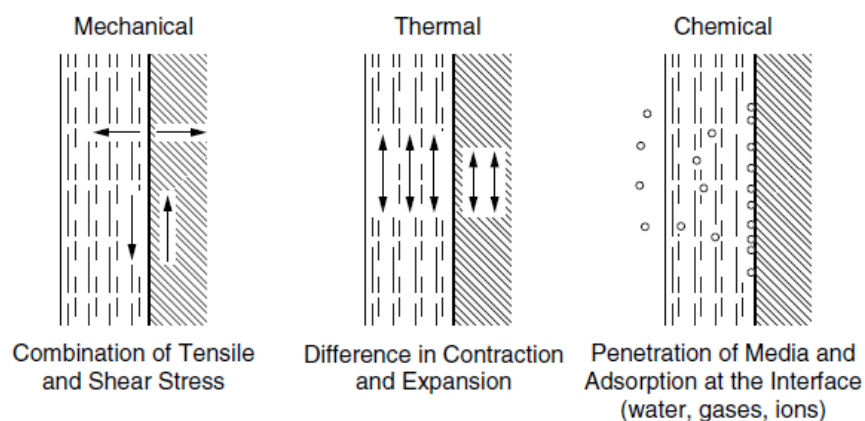 Mechanical
Thermal
Chemical
Combination of Tensile
and Shear Stress
Difference in Contraction
and Expansion
Penetration of Media and
Adsorption at the Interface
(water, gases, ions)